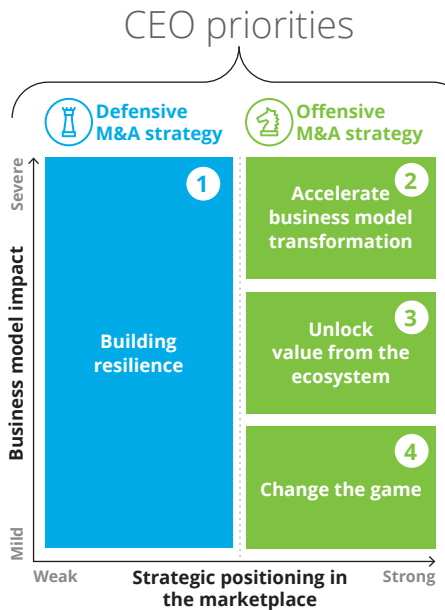 CEO priorities
Defensive
M&A strategy
Offensive
M&A strategy
Severe
Business model impact
Mild
1
Building
resilience
2
Accelerate
business model
transformation
3
Unlock
value from the
ecosystem
4
Change the game
Weak
Strategic positioning in
the marketplace
Strong